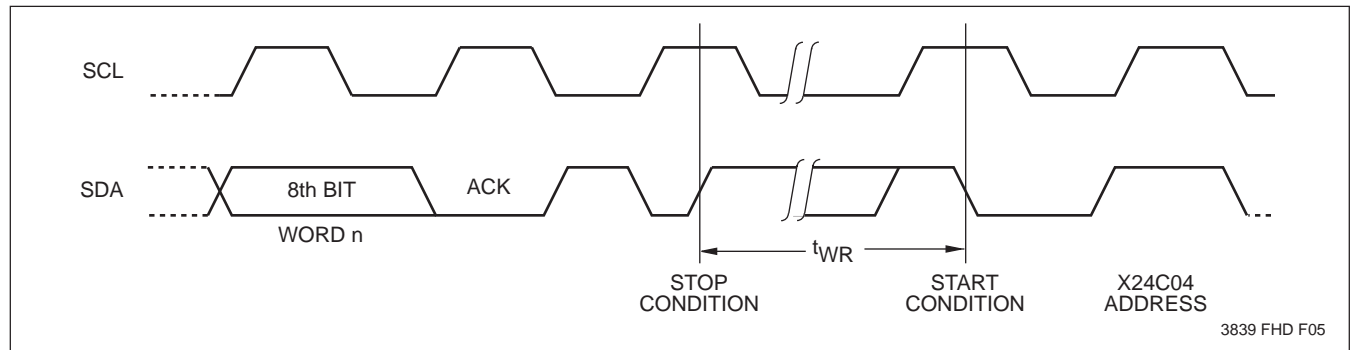 SCL
SDA
8th BIT
ACK
WORD n
tWR
STOP
CONDITION
START
CONDITION
X24C04
ADDRESS
3839 FHD F05